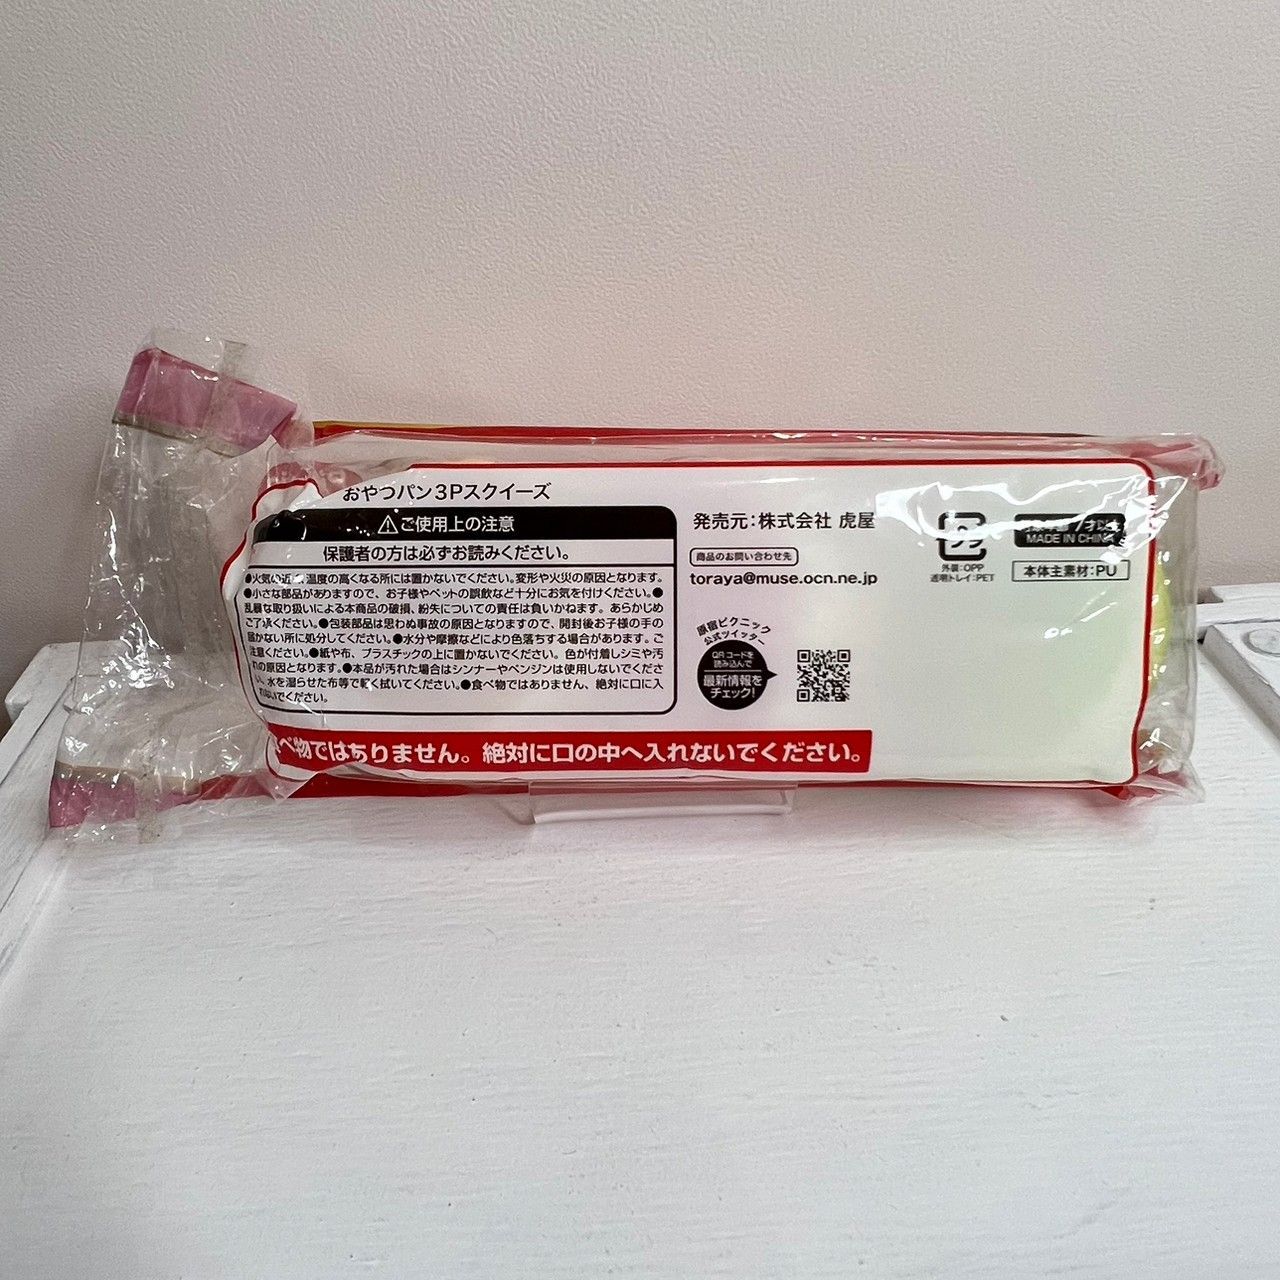 おやつパン3Pスクイーズ
ご使用上の注意
保護者の方は必ずお読みください。
●火気の近 温度の高くなる所には置かないでください。変形や火災の原因となります。
●小さな部品がありますので、お子様やペットの誤飲など十分にお気を付けください。●
乱暴な取り扱いによる本商品の破損、紛失についての責任は負いかねます。あらかじめ
ご了承ください。●包装部品は思わぬ事故の原因となりますので、開封後お子様の手の
届かない所に処分してください。●水分や摩擦などにより色落ちする場合があります。ご
注意ください。●紙や布、プラスチックの上に置かないでください。色が付着しシミや汚
れの原因となります。●本品が汚れた場合はシンナーやベンジンは使用しないでくださ
い。水を湿らせた布等で軽く拭いてください。●食べ物ではありません、絶対に口に入
れないでください。
べ物ではありません。絶対に口の中へ入れないでください。
発売元：株式会社 虎屋
商品のお問い合わせ先
toraya@muse.ocn.ne.jp
原宿ピクニック
公式ツイッター
QRコードを
読み込んで
最新情報を
チェック!
プラ
外装：OPP
透明トレイ：PET
7才以上
MADE IN CHINA
本体主素材：PU